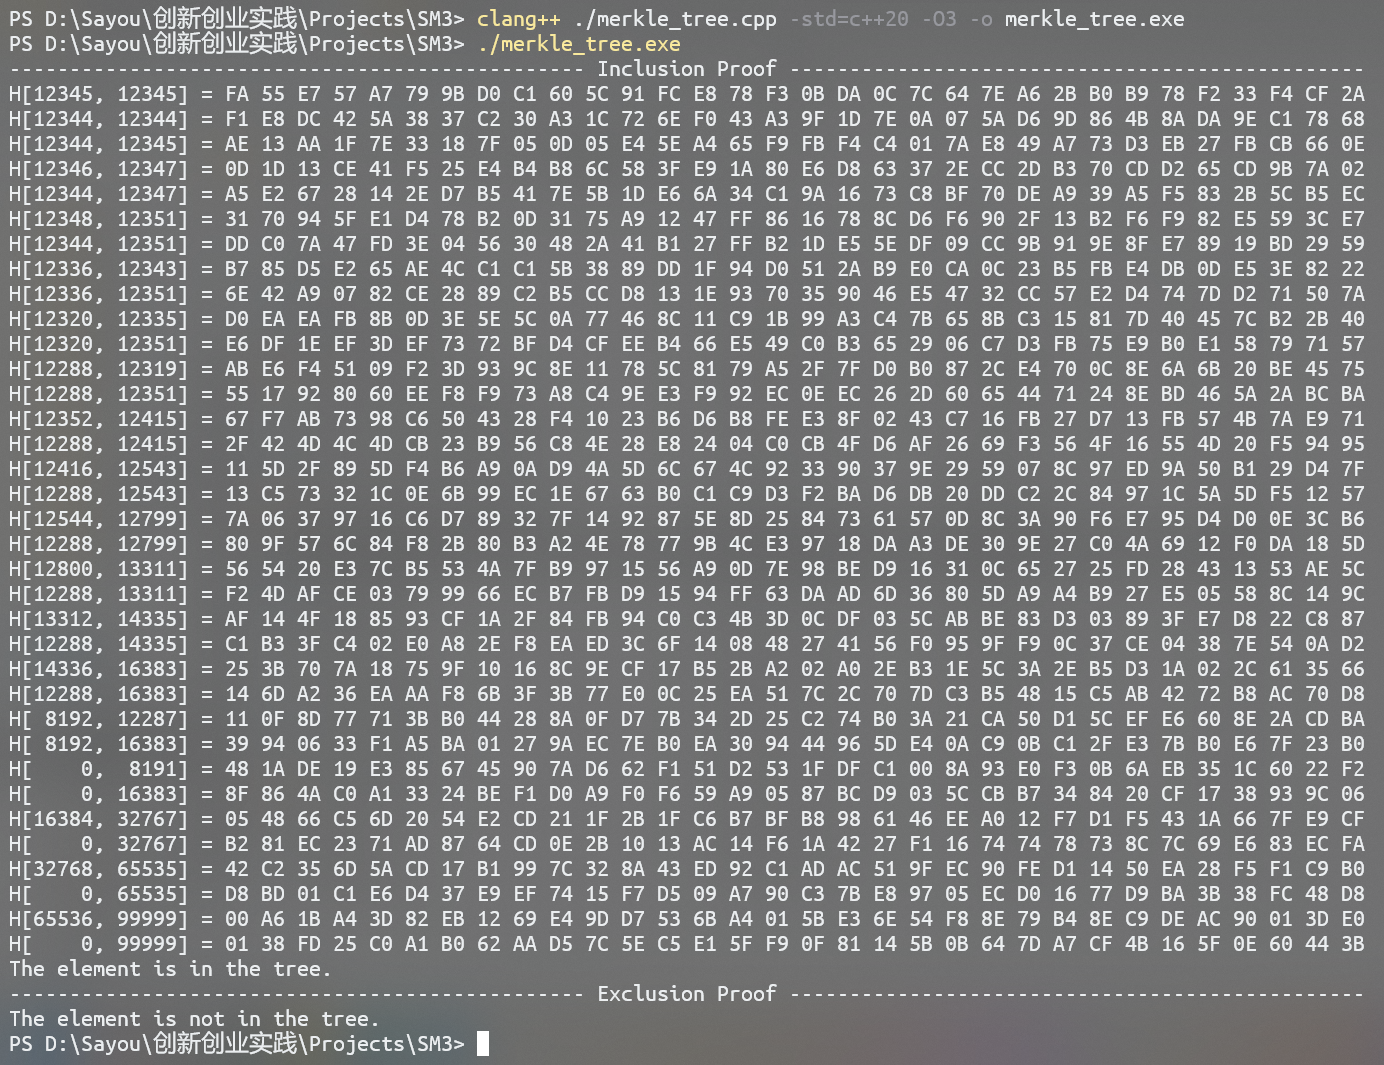 PS D:\Sayou\创新创业实践\Projects\SM3> clang++ ./merkle_tree.cpp -std=c++20 -O3 -o merkle_tree.exe
PS D:\Sayou\创新创业实践\Projects\SM3> ./merkle_tree.exe
------------------------------------------------ Inclusion Proof ------------------------------------------------
H[12345, 12345] = FA 55 E7 57 A7 79 9B D0 C1 60 5C 91 FC E8 78 F3 0B DA 0C 7C 64 7E A6 2B B0 B9 78 F2 33 F4 CF 2A
H[12344, 12344] = F1 E8 DC 42 5A 38 37 C2 30 A3 1C 72 6E F0 43 A3 9F 1D 7E 0A 07 5A D6 9D 86 4B 8A DA 9E C1 78 68
H[12344, 12345] = AE 13 AA 1F 7E 33 18 7F 05 0D 05 E4 5E A4 65 F9 FB F4 C4 01 7A E8 49 A7 73 D3 EB 27 FB CB 66 0E
H[12346, 12347] = 0D 1D 13 CE 41 F5 25 E4 B4 B8 6C 58 3F E9 1A 80 E6 D8 63 37 2E CC 2D B3 70 CD D2 65 CD 9B 7A 02
H[12344, 12347] = A5 E2 67 28 14 2E D7 B5 41 7E 5B 1D E6 6A 34 C1 9A 16 73 C8 BF 70 DE A9 39 A5 F5 83 2B 5C B5 EC
H[12348, 12351] = 31 70 94 5F E1 D4 78 B2 0D 31 75 A9 12 47 FF 86 16 78 8C D6 F6 90 2F 13 B2 F6 F9 82 E5 59 3C E7
H[12344, 12351] = DD C0 7A 47 FD 3E 04 56 30 48 2A 41 B1 27 FF B2 1D E5 5E DF 09 CC 9B 91 9E 8F E7 89 19 BD 29 59
H[12336, 12343] = B7 85 D5 E2 65 AE 4C C1 C1 5B 38 89 DD 1F 94 D0 51 2A B9 E0 CA 0C 23 B5 FB E4 DB 0D E5 3E 82 22
H[12336, 12351] = 6E 42 A9 07 82 CE 28 89 C2 B5 CC D8 13 1E 93 70 35 90 46 E5 47 32 CC 57 E2 D4 74 7D D2 71 50 7A
H[12320, 12335] = D0 EA EA FB 8B 0D 3E 5E 5C 0A 77 46 8C 11 C9 1B 99 A3 C4 7B 65 8B C3 15 81 7D 40 45 7C B2 2B 40
H[12320, 12351] = E6 DF 1E EF 3D EF 73 72 BF D4 CF EE B4 66 E5 49 C0 B3 65 29 06 C7 D3 FB 75 E9 B0 E1 58 79 71 57
H[12288, 12319] = AB E6 F4 51 09 F2 3D 93 9C 8E 11 78 5C 81 79 A5 2F 7F D0 B0 87 2C E4 70 0C 8E 6A 6B 20 BE 45 75
H[12288, 12351] = 55 17 92 80 60 EE F8 F9 73 A8 C4 9E E3 F9 92 EC 0E EC 26 2D 60 65 44 71 24 8E BD 46 5A 2A BC BA
H[12352, 12415] = 67 F7 AB 73 98 C6 50 43 28 F4 10 23 B6 D6 B8 FE E3 8F 02 43 C7 16 FB 27 D7 13 FB 57 4B 7A E9 71
H[12288, 12415] = 2F 42 4D 4C 4D CB 23 B9 56 C8 4E 28 E8 24 04 C0 CB 4F D6 AF 26 69 F3 56 4F 16 55 4D 20 F5 94 95
H[12416, 12543] = 11 5D 2F 89 5D F4 B6 A9 0A D9 4A 5D 6C 67 4C 92 33 90 37 9E 29 59 07 8C 97 ED 9A 50 B1 29 D4 7F
H[12288, 12543] = 13 C5 73 32 1C 0E 6B 99 EC 1E 67 63 B0 C1 C9 D3 F2 BA D6 DB 20 DD C2 2C 84 97 1C 5A 5D F5 12 57
H[12544, 12799] = 7A 06 37 97 16 C6 D7 89 32 7F 14 92 87 5E 8D 25 84 73 61 57 0D 8C 3A 90 F6 E7 95 D4 D0 0E 3C B6
H[12288, 12799] = 80 9F 57 6C 84 F8 2B 80 B3 A2 4E 78 77 9B 4C E3 97 18 DA A3 DE 30 9E 27 C0 4A 69 12 F0 DA 18 5D
H[12800, 13311] = 56 54 20 E3 7C B5 53 4A 7F B9 97 15 56 A9 0D 7E 98 BE D9 16 31 0C 65 27 25 FD 28 43 13 53 AE 5C
H[12288, 13311] = F2 4D AF CE 03 79 99 66 EC B7 FB D9 15 94 FF 63 DA AD 6D 36 80 5D A9 A4 B9 27 E5 05 58 8C 14 9C
H[13312, 14335] = AF 14 4F 18 85 93 CF 1A 2F 84 FB 94 C0 C3 4B 3D 0C DF 03 5C AB BE 83 D3 03 89 3F E7 D8 22 C8 87
H[12288, 14335] = C1 B3 3F C4 02 E0 A8 2E F8 EA ED 3C 6F 14 08 48 27 41 56 F0 95 9F F9 0C 37 CE 04 38 7E 54 0A D2
H[14336, 16383] = 25 3B 70 7A 18 75 9F 10 16 8C 9E CF 17 B5 2B A2 02 A0 2E B3 1E 5C 3A 2E B5 D3 1A 02 2C 61 35 66
H[12288, 16383] = 14 6D A2 36 EA AA F8 6B 3F 3B 77 E0 0C 25 EA 51 7C 2C 70 7D C3 B5 48 15 C5 AB 42 72 B8 AC 70 D8
H[ 8192, 12287] = 11 0F 8D 77 71 3B B0 44 28 8A 0F D7 7B 34 2D 25 C2 74 B0 3A 21 CA 50 D1 5C EF E6 60 8E 2A CD BA
H[ 8192, 16383] = 39 94 06 33 F1 A5 BA 01 27 9A EC 7E B0 EA 30 94 44 96 5D E4 0A C9 0B C1 2F E3 7B B0 E6 7F 23 B0
H[    0,  8191] = 48 1A DE 19 E3 85 67 45 90 7A D6 62 F1 51 D2 53 1F DF C1 00 8A 93 E0 F3 0B 6A EB 35 1C 60 22 F2
H[    0, 16383] = 8F 86 4A C0 A1 33 24 BE F1 D0 A9 F0 F6 59 A9 05 87 BC D9 03 5C CB B7 34 84 20 CF 17 38 93 9C 06
H[16384, 32767] = 05 48 66 C5 6D 20 54 E2 CD 21 1F 2B 1F C6 B7 BF B8 98 61 46 EE A0 12 F7 D1 F5 43 1A 66 7F E9 CF
H[    0, 32767] = B2 81 EC 23 71 AD 87 64 CD 0E 2B 10 13 AC 14 F6 1A 42 27 F1 16 74 74 78 73 8C 7C 69 E6 83 EC FA
H[32768, 65535] = 42 C2 35 6D 5A CD 17 B1 99 7C 32 8A 43 ED 92 C1 AD AC 51 9F EC 90 FE D1 14 50 EA 28 F5 F1 C9 B0
H[    0, 65535] = D8 BD 01 C1 E6 D4 37 E9 EF 74 15 F7 D5 09 A7 90 C3 7B E8 97 05 EC D0 16 77 D9 BA 3B 38 FC 48 D8
H[65536, 99999] = 00 A6 1B A4 3D 82 EB 12 69 E4 9D D7 53 6B A4 01 5B E3 6E 54 F8 8E 79 B4 8E C9 DE AC 90 01 3D E0
H[    0, 99999] = 01 38 FD 25 C0 A1 B0 62 AA D5 7C 5E C5 E1 5F F9 0F 81 14 5B 0B 64 7D A7 CF 4B 16 5F 0E 60 44 3B
The element is in the tree.
------------------------------------------------ Exclusion Proof ------------------------------------------------
The element is not in the tree.
PS D:\Sayou\创新创业实践\Projects\SM3>